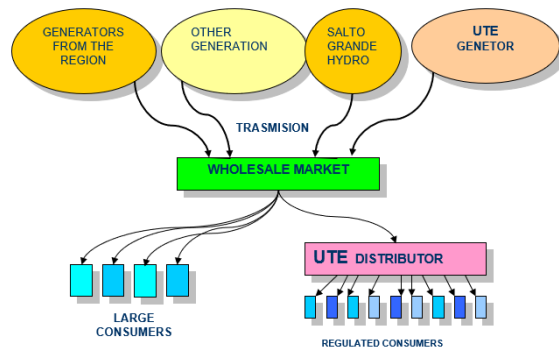 GENERATORS
FROM THE
REGION
OTHER
GENERATION
SALTO
GRANDE
HYDRO
UTE
GENETOR
TRASMISION
WHOLESALE MARKET
UTE DISTRIBUTOR
LARGE
CONSUMERS
REGULATED CONSUMERS